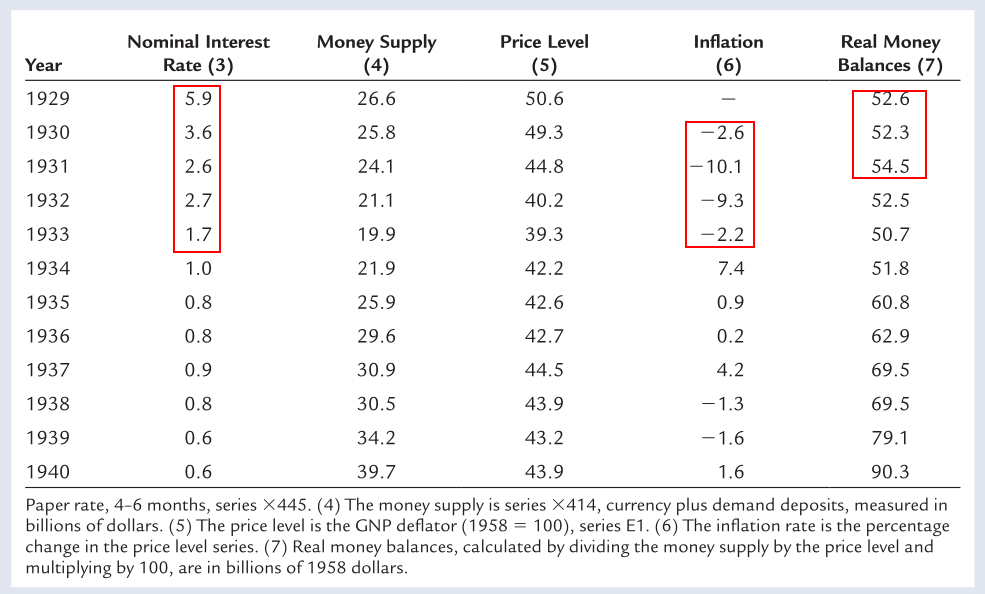 Nominal Interest Money Supply Price Level Inflation Real Money
Year Rate (3) (4) (5) (6) Balances (7)
1929 5.9 26.6 50.6 — 52.6
1930 3.6 25.8 49.3 −2.6 52.3
1931 2.6 24.1 44.8 −10.1 54.5
1932 2.7 21.1 40.2 −9.3 52.5
1933 1.7 19.9 39.3 −2.2 50.7
1934 1.0 21.9 42.2 7.4 51.8
1935 0.8 25.9 42.6 0.9 60.8
1936 0.8 29.6 42.7 0.2 62.9
1937 0.9 30.9 44.5 4.2 69.5
1938 0.8 30.5 43.9 −1.3 69.5
1939 0.6 34.2 43.2 −1.6 79.1
1940 0.6 39.7 43.9 1.6 90.3
Paper rate, 4–6 months, series ×445. (4) The money supply is series ×414, currency plus demand deposits, measured in
billions of dollars. (5) The price level is the GNP deflator (1958 = 100), series E1. (6) The inflation rate is the percentage
change in the price level series. (7) Real money balances, calculated by dividing the money supply by the price level and
multiplying by 100, are in billions of 1958 dollars.